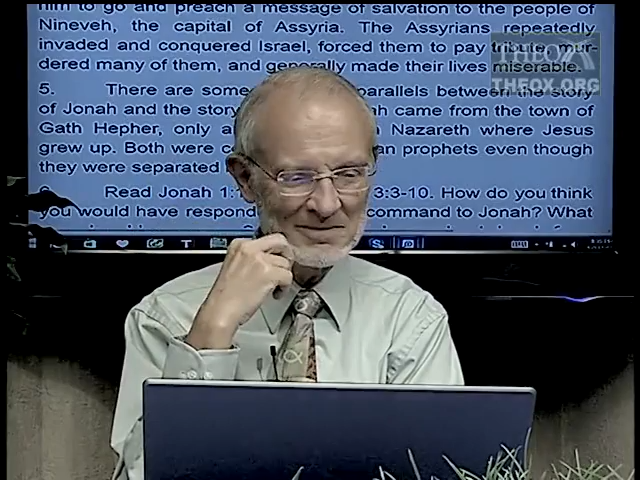 him to go and preach a message of salvation to the people of
Nineveh, the capital of Assyria. The Assyrians repeatedly
invaded and conquered Israel, forced them to pay tribute, mur-
dered many of them, and generally made their lives miserable.
5. There are some parallels between the story
of Jonah and the story came from the town of
Gath Hepher, only a Nazareth where Jesus
grew up. Both were prophets even though
they were separated
Read Jonah 1: 3:3-10. How do you think
you would have respond command to Jonah? What
THEOX
THEOX.ORG